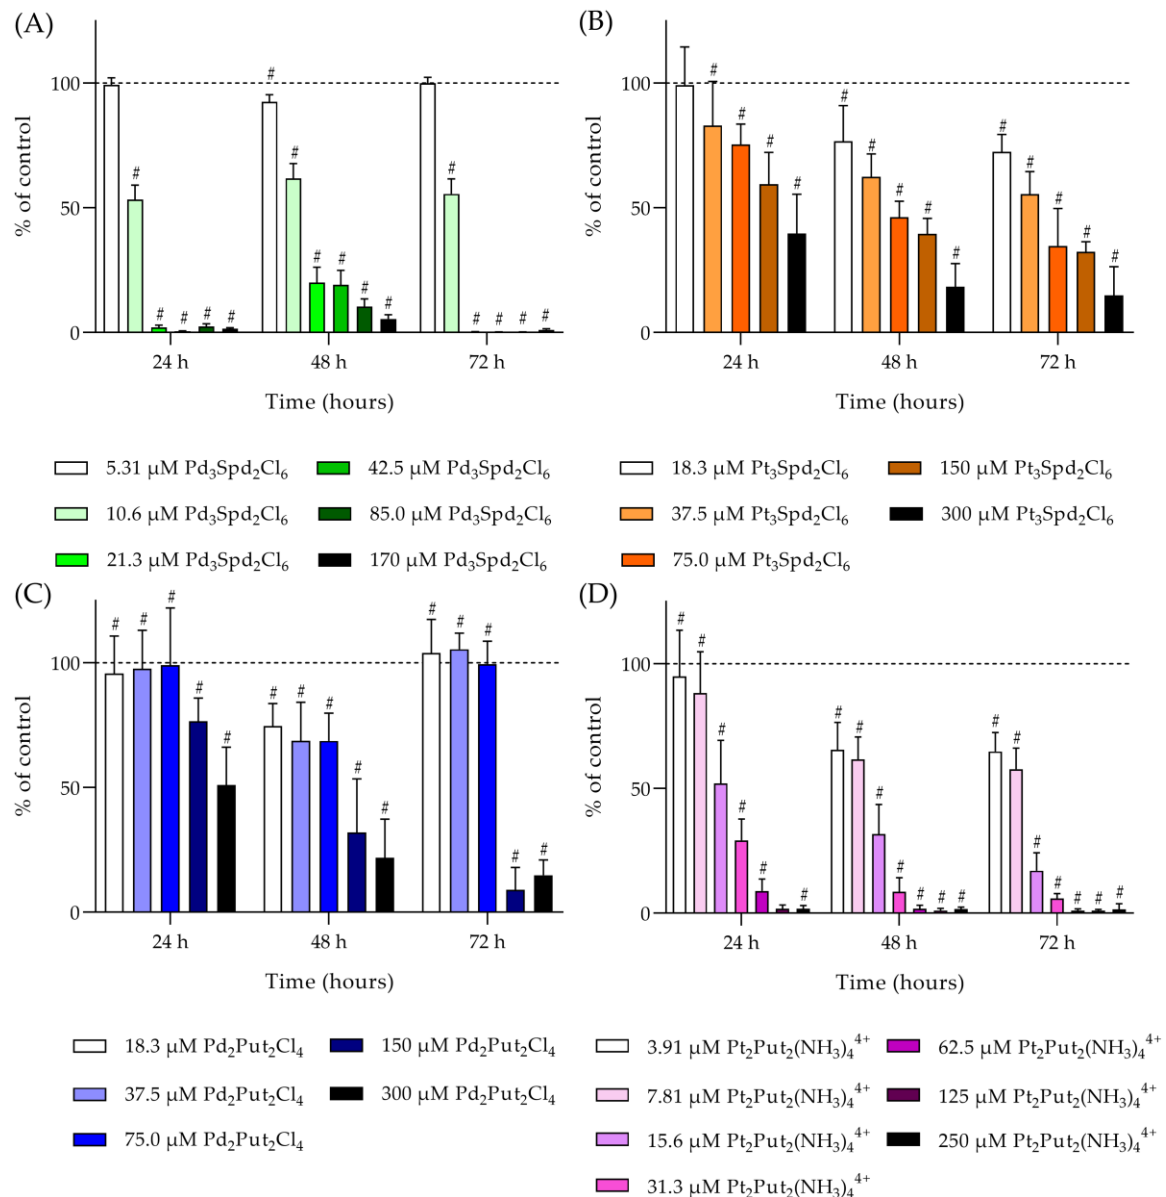 (A)
% of control
100
50
0
# # # # #
# # # # # #
# # # # #
24 h 48 h 72 h
Time (hours)
5.31 µM Pd₃Spd₂Cl₆
10.6 µM Pd₃Spd₂Cl₆
21.3 µM Pd₃Spd₂Cl₆
42.5 µM Pd₃Spd₂Cl₆
85.0 µM Pd₃Spd₂Cl₆
170 µM Pd₃Spd₂Cl₆
(B)
% of control
100
50
0
# # # #
# # # # #
# # # # #
24 h 48 h 72 h
Time (hours)
18.3 µM Pt₃Spd₂Cl₆
37.5 µM Pt₃Spd₂Cl₆
75.0 µM Pt₃Spd₂Cl₆
150 µM Pt₃Spd₂Cl₆
300 µM Pt₃Spd₂Cl₆
(C)
% of control
100
50
0
# # # # #
# # # # #
# # # # #
24 h 48 h 72 h
Time (hours)
18.3 µM Pd₂Put₂Cl₄
37.5 µM Pd₂Put₂Cl₄
75.0 µM Pd₂Put₂Cl₄
150 µM Pd₂Put₂Cl₄
300 µM Pd₂Put₂Cl₄
(D)
% of control
100
50
0
# # # # # #
# # # # # # #
# # # # # # #
24 h 48 h 72 h
Time (hours)
3.91 µM Pt₂Put₂(NH₃)₄⁴⁺
7.81 µM Pt₂Put₂(NH₃)₄⁴⁺
15.6 µM Pt₂Put₂(NH₃)₄⁴⁺
31.3 µM Pt₂Put₂(NH₃)₄⁴⁺
62.5 µM Pt₂Put₂(NH₃)₄⁴⁺
125 µM Pt₂Put₂(NH₃)₄⁴⁺
250 µM Pt₂Put₂(NH₃)₄⁴⁺